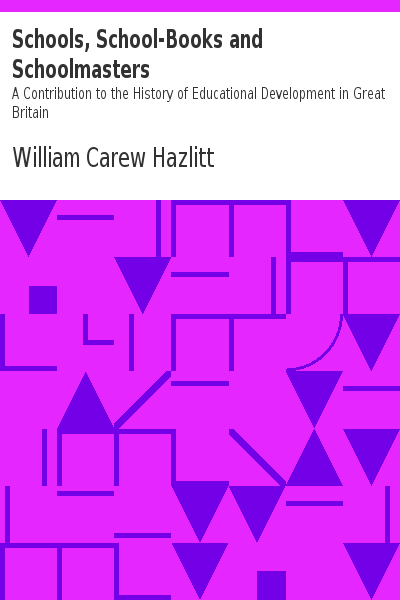 Schools, School-Books and
Schoolmasters
A Contribution to the History of Educational Development in Great
Britain
William Carew Hazlitt